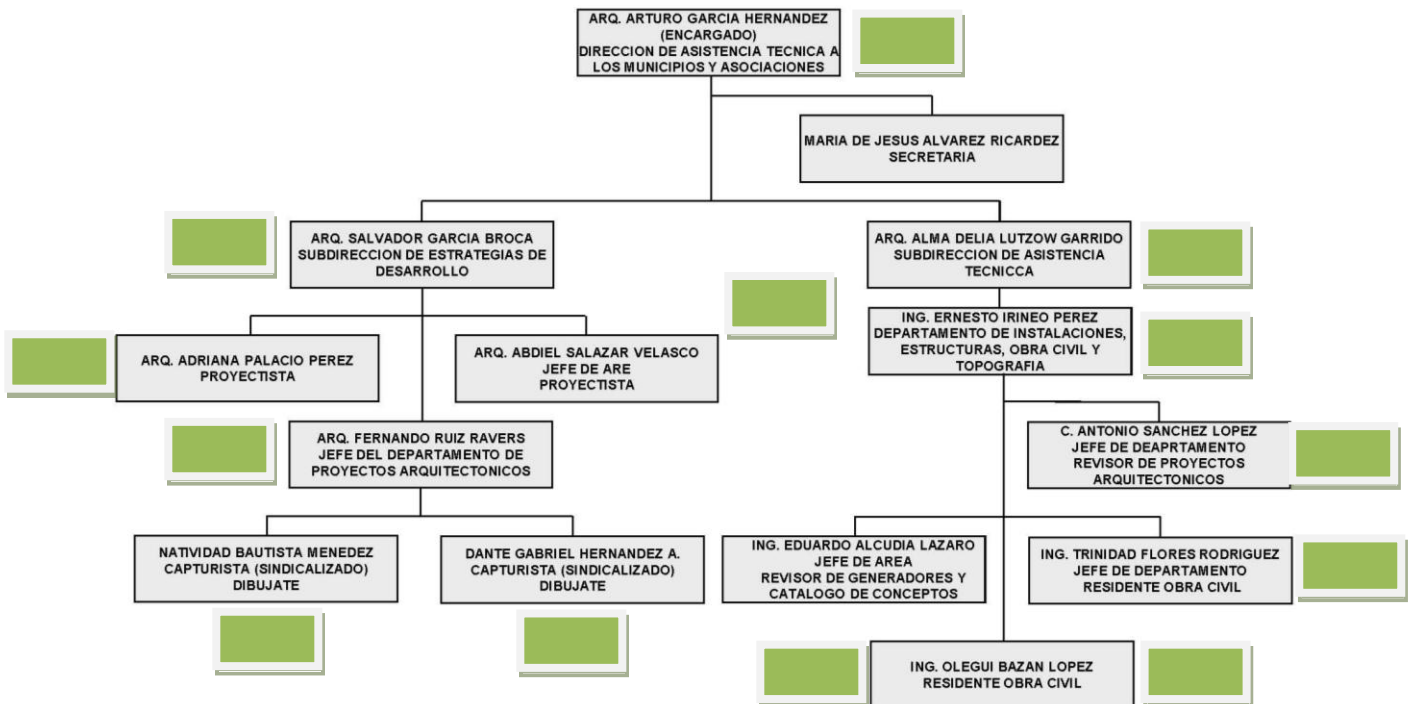 ARQ. ARTURO GARCIA HERNANDEZ
(ENCARGADO)
DIRECCION DE ASISTENCIA TECNICA A
LOS MUNICIPIOS Y ASOCIACIONES
MARIA DE JESUS ALVAREZ RICARDEZ
SECRETARIA
ARQ. SALVADOR GARCIA BROCA
SUBDIRECCION DE ESTRATEGIAS DE
DESARROLLO
ARQ. ALMA DELIA LUTZOW GARRIDO
SUBDIRECCION DE ASISTENCIA
TECNICCA
ARQ. ADRIANA PALACIO PEREZ
PROYECTISTA
ARQ. ABDIEL SALAZAR VELASCO
JEFE DE ARE
PROYECTISTA
ING. ERNESTO IRINEO PEREZ
DEPARTAMENTO DE INSTALACIONES,
ESTRUCTURAS, OBRA CIVIL Y
TOPOGRAFIA
ARQ. FERNANDO RUIZ RAVERS
JEFE DEL DEPARTAMENTO DE
PROYECTOS ARQUITECTONICOS
C. ANTONIO SANCHEZ LOPEZ
JEFE DE DEAPRTAMENTO
REVISOR DE PROYECTOS
ARQUITECTONICOS
NATIVIDAD BAUTISTA MENEDEZ
CAPTURISTA (SINDICALIZADO)
DIBUJATE
DANTE GABRIEL HERNANDEZ A.
CAPTURISTA (SINDICALIZADO)
DIBUJATE
ING. EDUARDO ALCUDIA LAZARO
JEFE DE AREA
REVISOR DE GENERADORES Y
CATALOGO DE CONCEPTOS
ING. TRINIDAD FLORES RODRIGUEZ
JEFE DE DEPARTAMENTO
RESIDENTE OBRA CIVIL
ING. OLEGUI BAZAN LOPEZ
RESIDENTE OBRA CIVIL